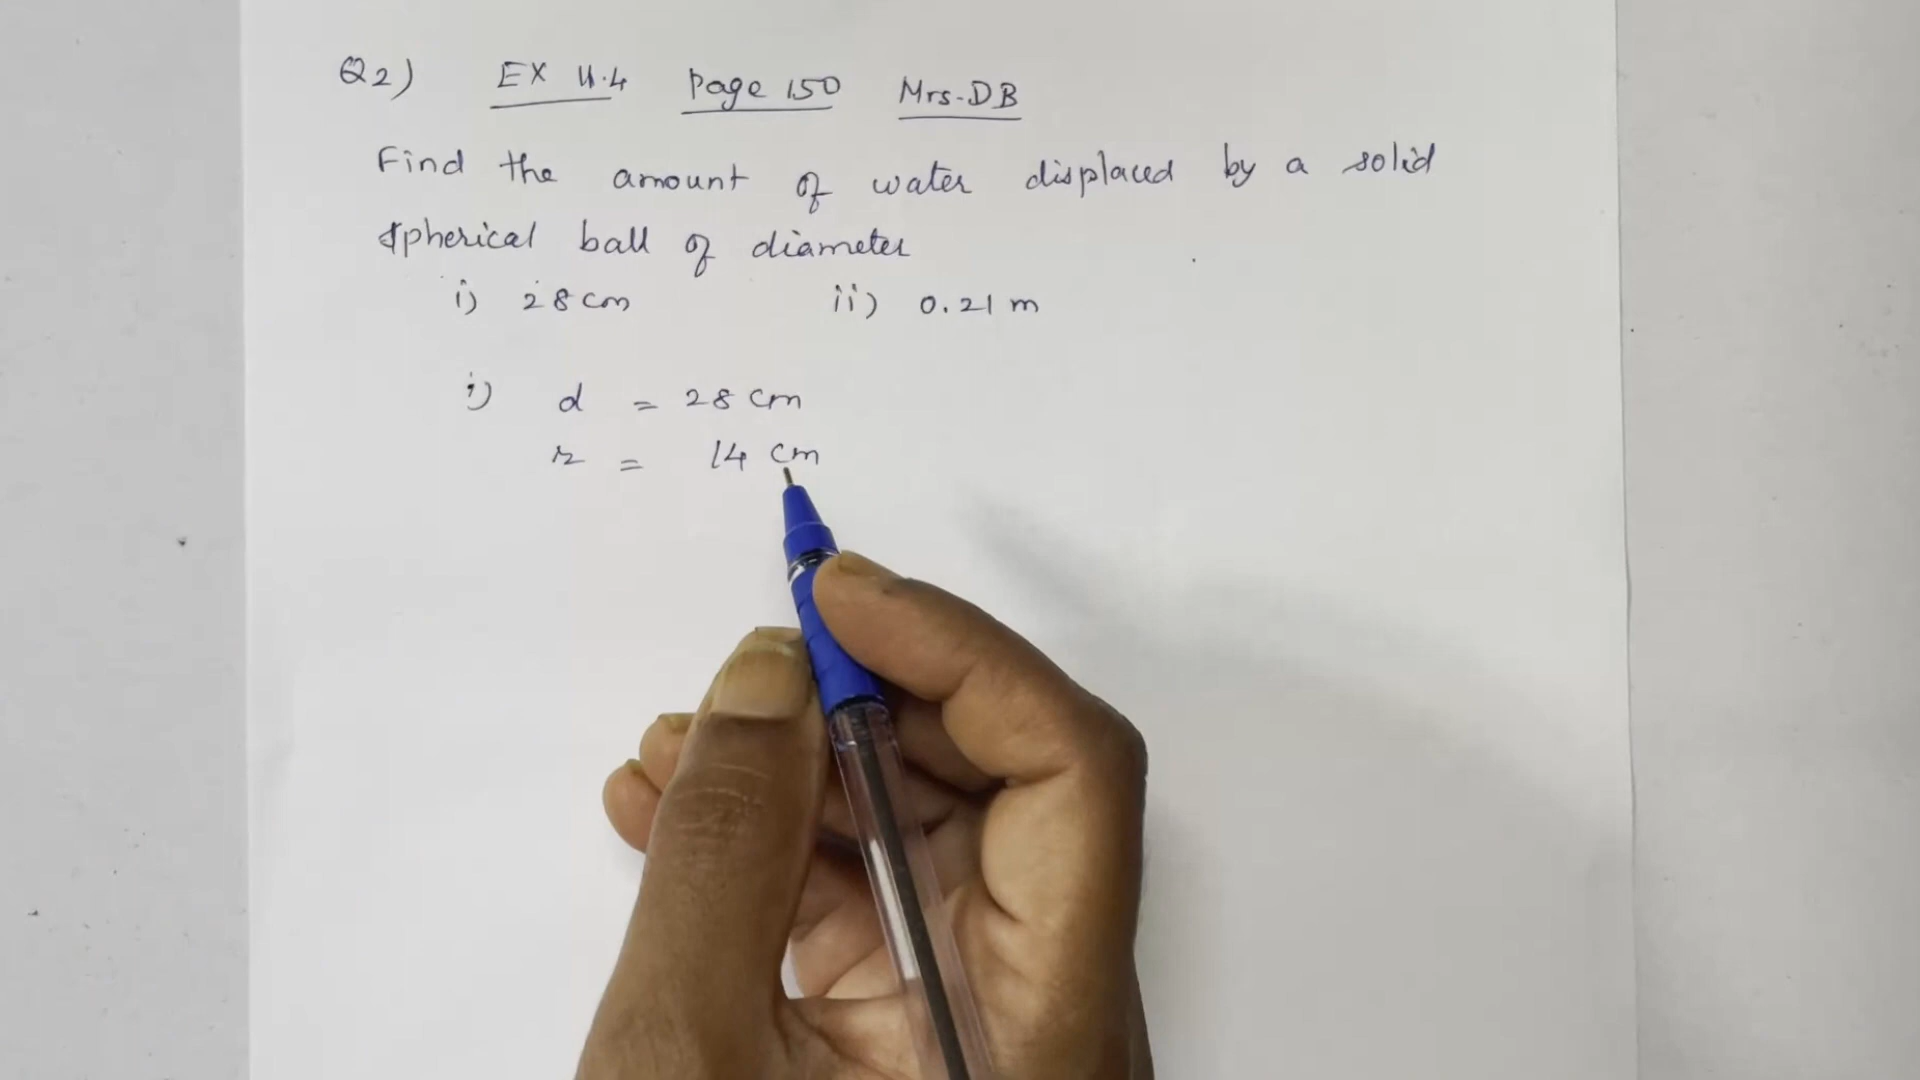 Q2) EX 11.4 Page 150 Mrs-DB
Find the amount of water displaced by a solid
spherical ball of diameter
i) 28 cm ii) 0.21 m
i) d = 28 cm
r = 14 cm